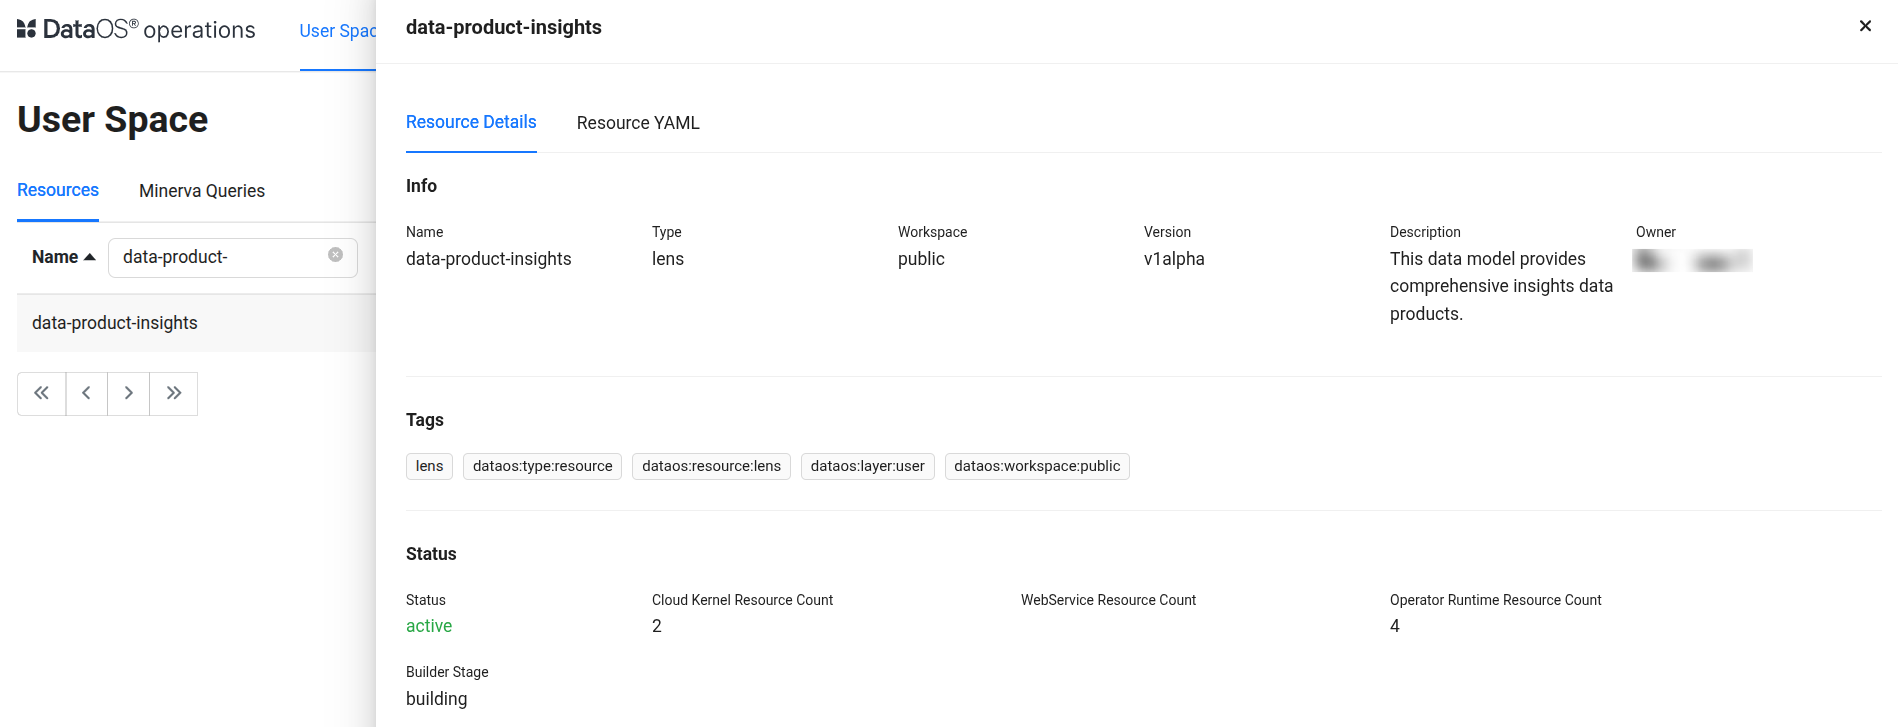 DataOS® operations
User Spac
User Space
Resources
Minerva Queries
Name
data-product-
data-product-insights
data-product-insights
Resource Details
Resource YAML
Info
Name
Type
Workspace
Version
Description
Owner
data-product-insights
lens
public
v1alpha
This data model provides
comprehensive insights data
products.
Tags
lens
dataos:type:resource
dataos:resource:lens
dataos:layer:user
dataos:workspace:public
Status
Status
Cloud Kernel Resource Count
WebService Resource Count
Operator Runtime Resource Count
active
2
4
Builder Stage
building